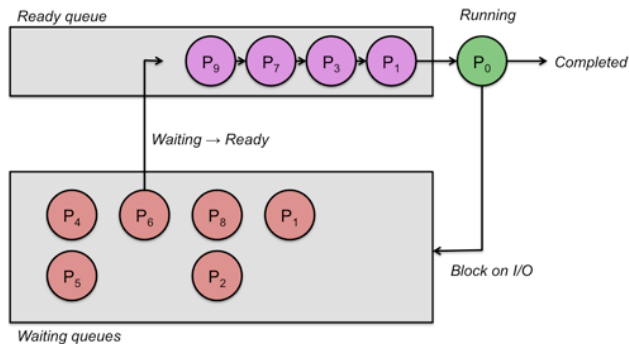 Ready queue
Running
P9 P7 P3 P1 P0 Completed
Waiting → Ready
P4 P6 P8 P1
P5 P2
Block on I/O
Waiting queues